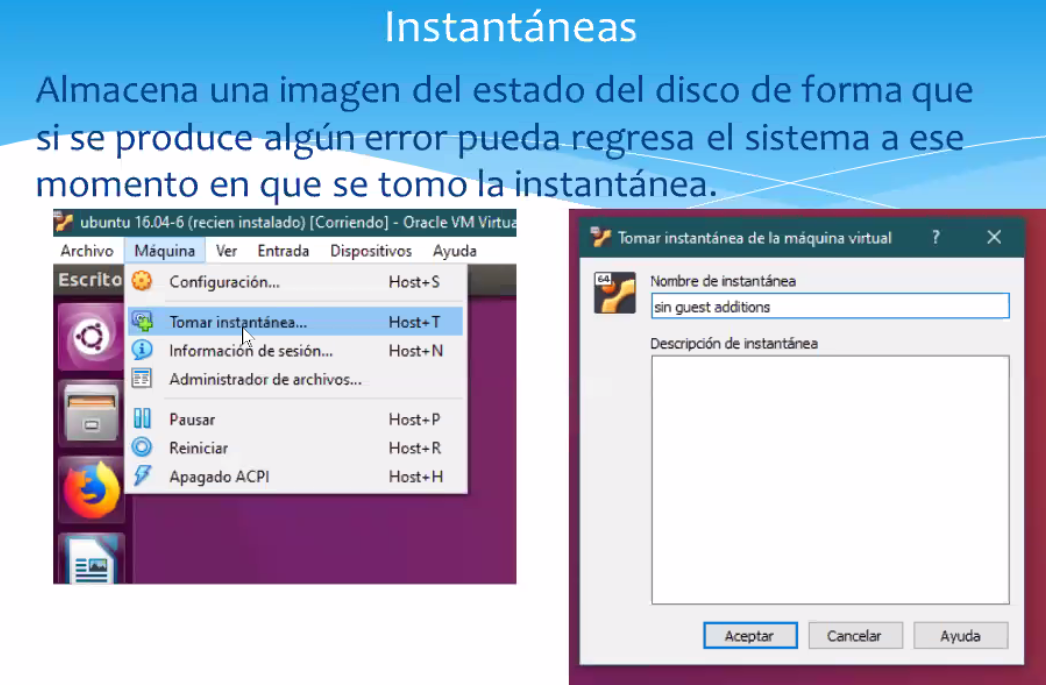 Instantáneas
Almacena una imagen del estado del disco de forma que
si se produce algún error pueda regresa el sistema a ese
momento en que se tomo la instantánea.
ubuntu 16.04-6 (recien instalado) [Corriendo] - Oracle VM Virtua
Archivo Máquina Ver Entrada Dispositivos Ayuda
Escrito
Configuración... Host+S
Tomar instantánea... Host+T
Información de sesión... Host+N
Administrador de archivos...
Pausar Host+P
Reiniciar Host+R
Apagado ACPI Host+H
Tomar instantánea de la máquina virtual ?
64
Nombre de instantánea
sin guest additions
Descripción de instantánea
Aceptar Cancelar Ayuda